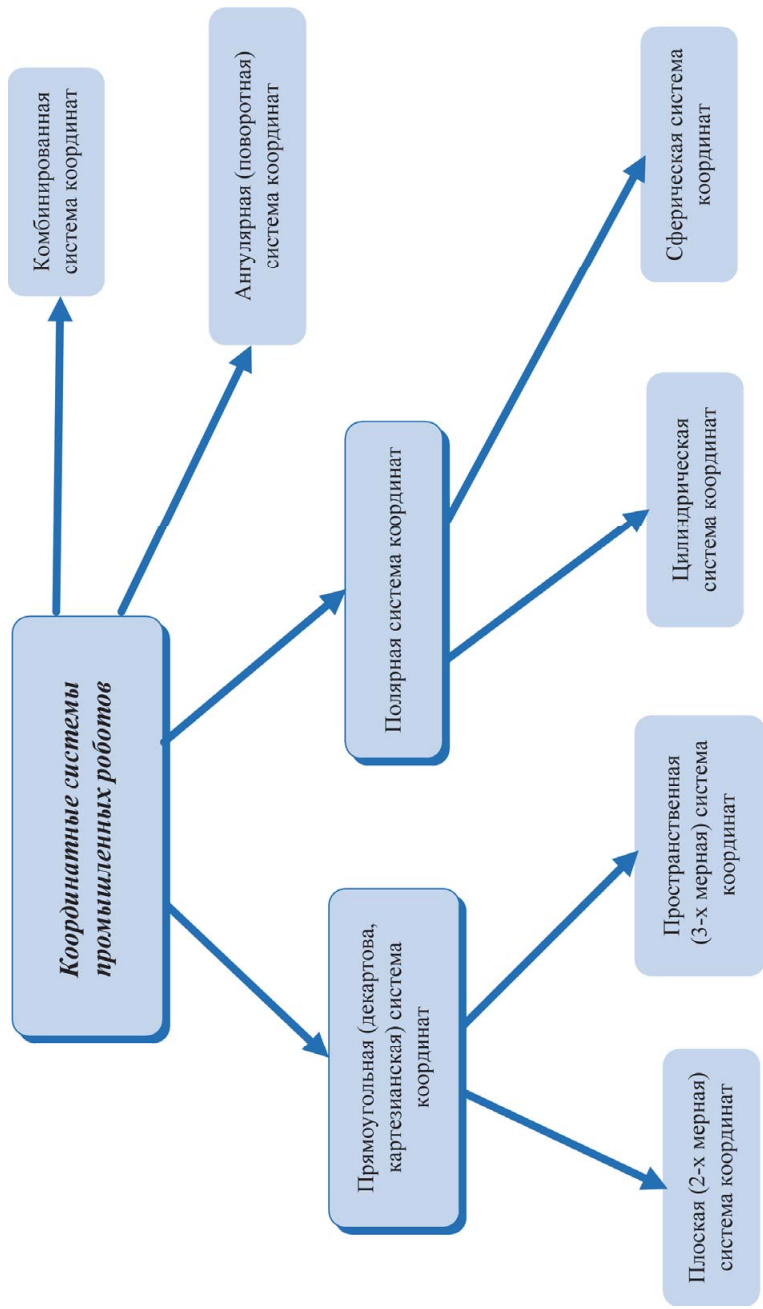 Координатные системы
промышленных роботов
Комбинированная
система координат
Ангулярная (поворотная)
система координат
Прямоугольная (декартова,
картезианская) система
координат
Полярная система координат
Плоская (2-х мерная)
система координат
Пространственная
(3-х мерная) система
координат
Цилиндрическая
система координат
Сферическая система
координат